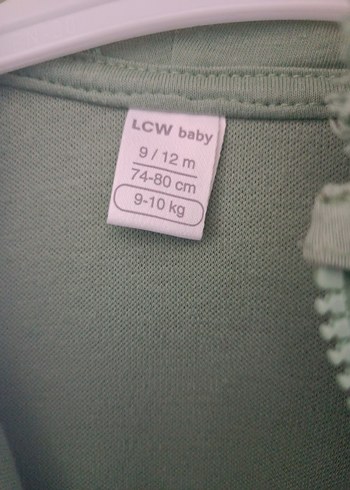 LCW baby
9 / 12 m
74-80 cm
9-10 kg